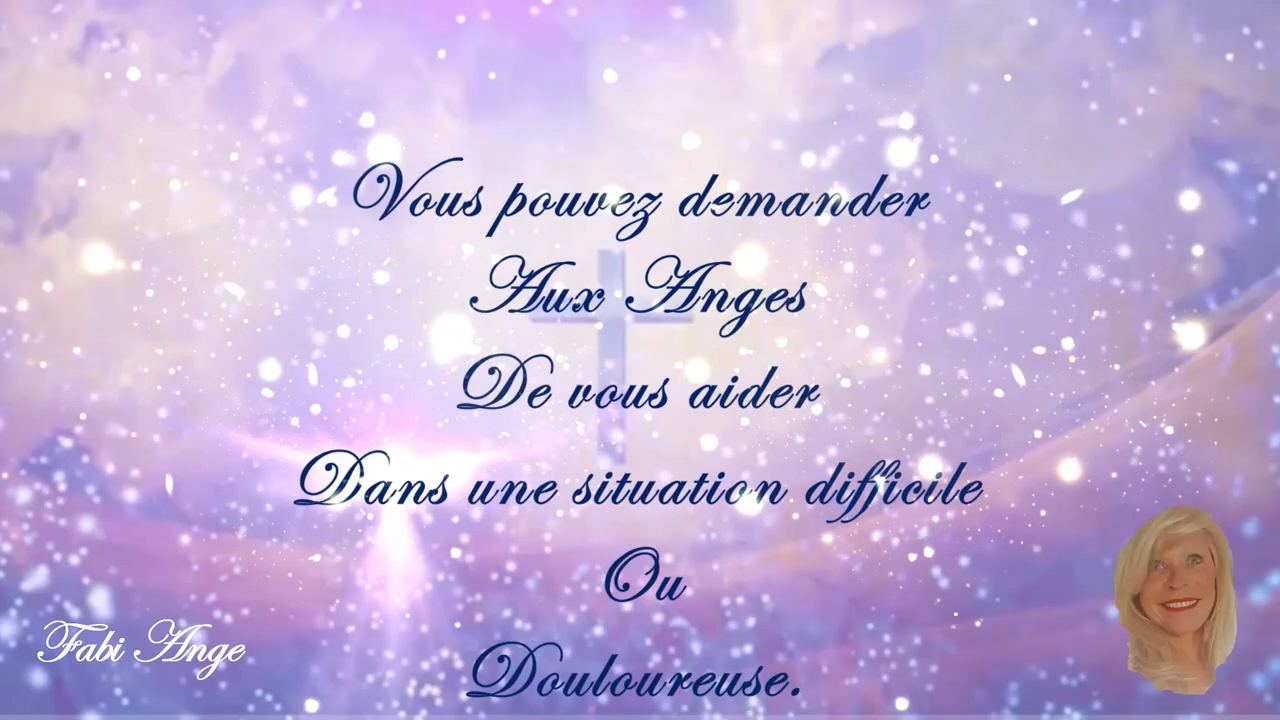 Vous pouvez demander
Aux Anges
De vous aider
Dans une situation difficile
Ou
Douloureuse.
Fabi Ange